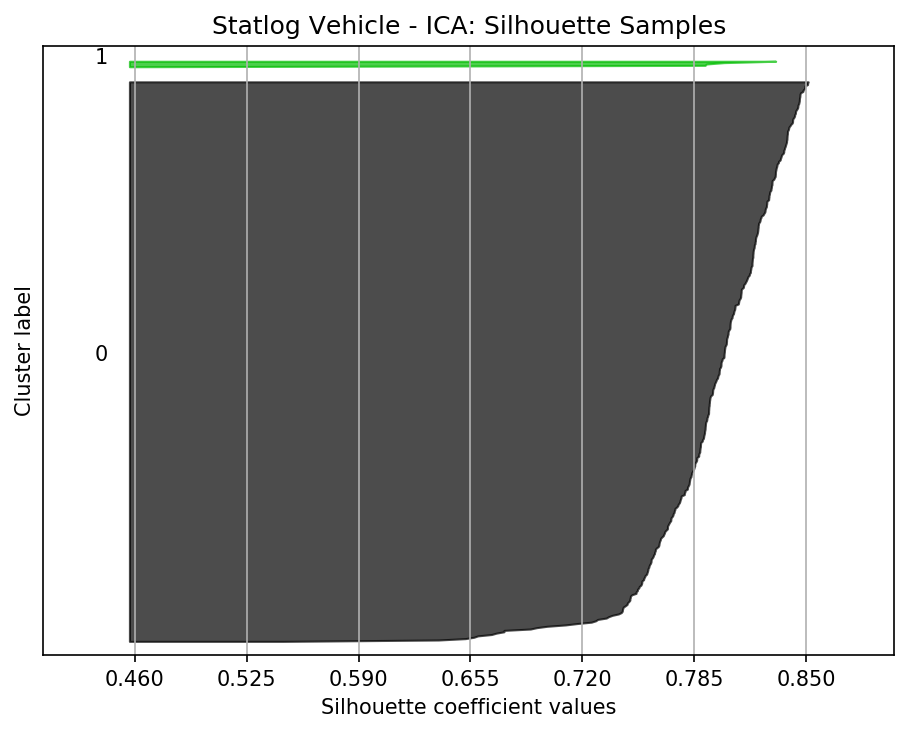 Statlog Vehicle - ICA: Silhouette Samples
1
0
Cluster label
0.460 0.525 0.590 0.655 0.720 0.785 0.850
Silhouette coefficient values